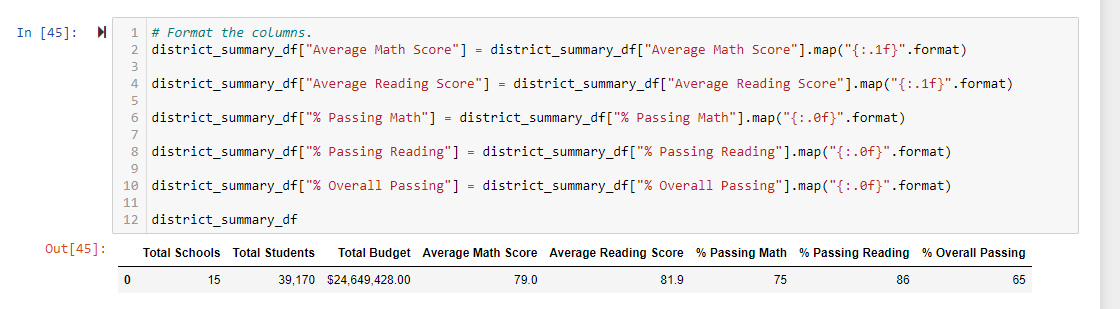 In [45]:
1 # Format the columns.
2 district_summary_df["Average Math Score"] = district_summary_df["Average Math Score"].map("{:.1f}".format)
3
4 district_summary_df["Average Reading Score"] = district_summary_df["Average Reading Score"].map("{:.1f}".format)
5
6 district_summary_df["% Passing Math"] = district_summary_df["% Passing Math"].map("{:.0f}".format)
7
8 district_summary_df["% Passing Reading"] = district_summary_df["% Passing Reading"].map("{:.0f}".format)
9
10 district_summary_df["% Overall Passing"] = district_summary_df["% Overall Passing"].map("{:.0f}".format)
11
12 district_summary_df
Out[45]:
Total Schools Total Students Total Budget Average Math Score Average Reading Score % Passing Math % Passing Reading % Overall Passing
0 15 39,170 $24,649,428.00 79.0 81.9 75 86 65